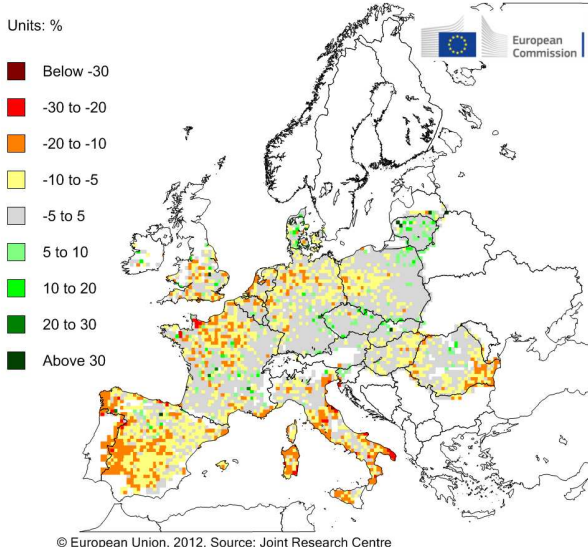 Units: %
European
Commission
Below -30
-30 to -20
-20 to -10
-10 to -5
-5 to 5
5 to 10
10 to 20
20 to 30
Above 30
© European Union, 2012. Source: Joint Research Centre